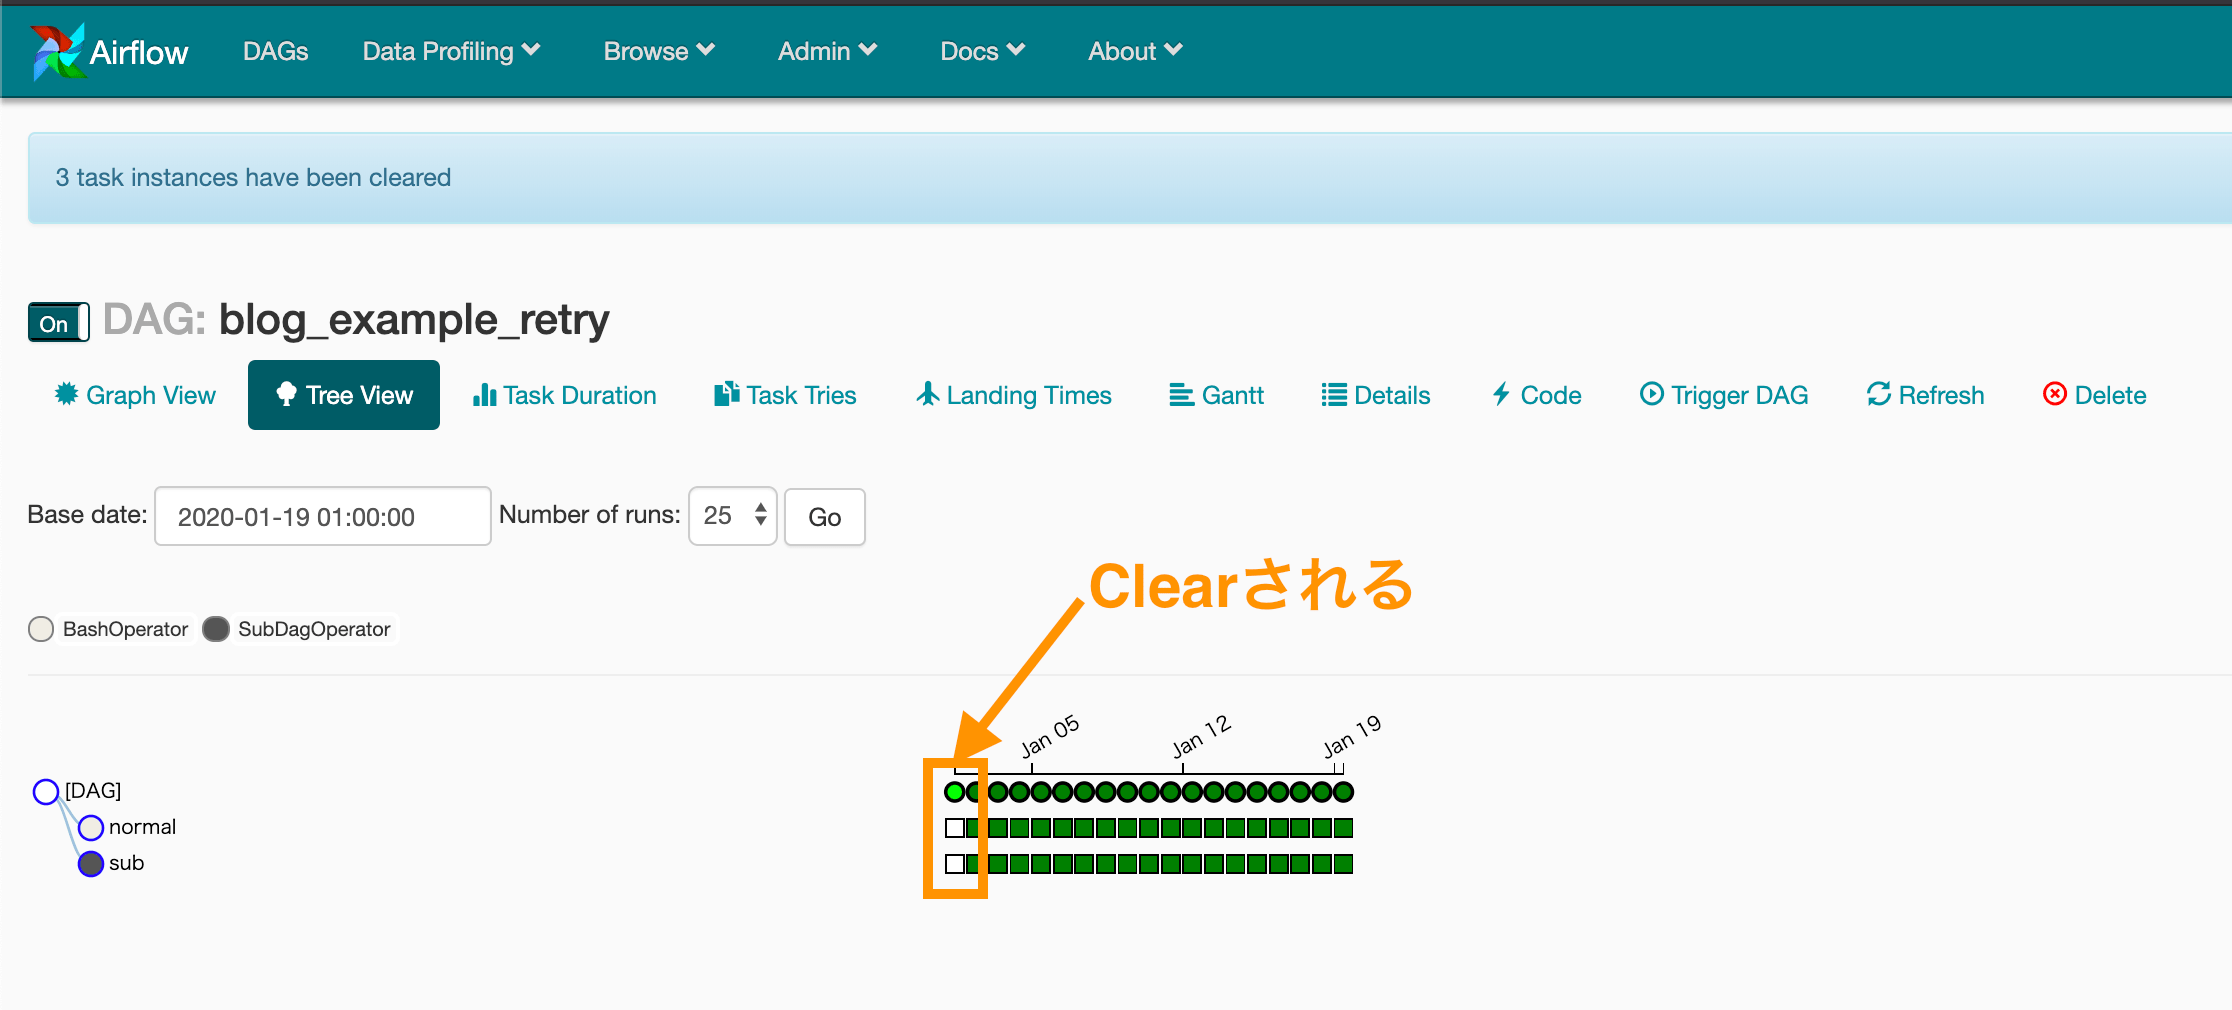 Airflow DAGs Data Profiling Browse Admin Docs About
3 task instances have been cleared
On DAG: blog_example_retry
Graph View Tree View Task Duration Task Tries Landing Times Gantt Details Code Trigger DAG Refresh Delete
Base date: 2020-01-19 01:00:00 Number of runs: 25 Go
Clearされる
BashOperator SubDagOperator
Jan 05 Jan 12 Jan 19
[DAG]
normal
sub